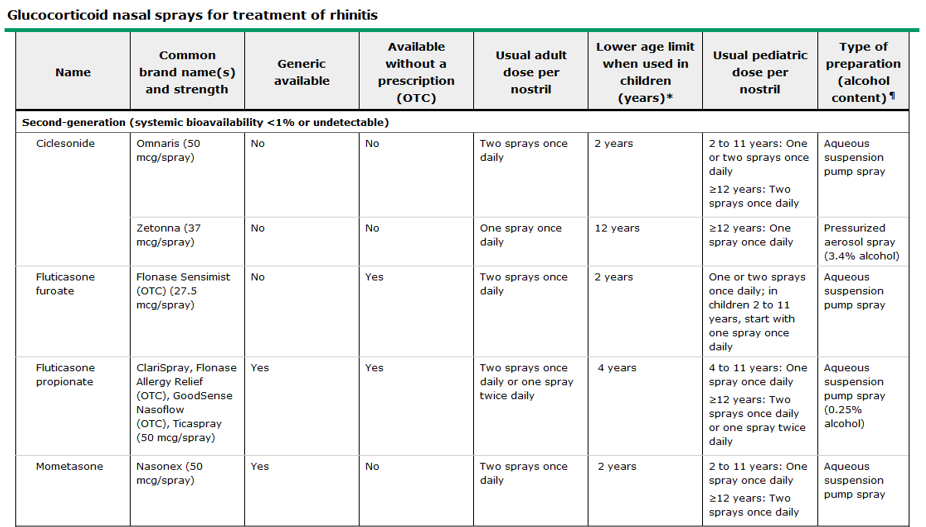 Glucocorticoid nasal sprays for treatment of rhinitis
Name
Common
brand name(s)
and strength
Generic
available
Available
without a
prescription
(OTC)
Usual adult
dose per
nostril
Lower age limit
when used in
children
(years)*
Usual pediatric
dose per
nostril
Type of
preparation
(alcohol
content) ¶
Second-generation (systemic bioavailability <1% or undetectable)
Ciclesonide
Omnaris (50
mcg/spray)
No
No
Two sprays once
daily
2 years
2 to 11 years: One
or two sprays once
daily
≥12 years: Two
sprays once daily
Aqueous
suspension
pump spray
Zetonna (37
mcg/spray)
No
No
One spray once
daily
12 years
≥12 years: One
spray once daily
Pressurized
aerosol spray
(3.4% alcohol)
Fluticasone
furoate
Flonase Sensimist
(OTC) (27.5
mcg/spray)
No
Yes
Two sprays once
daily
2 years
One or two sprays
once daily; in
children 2 to 11
years, start with
one spray once
daily
Aqueous
suspension
pump spray
Fluticasone
propionate
ClariSpray, Flonase
Allergy Relief
(OTC), GoodSense
Nasoflow
(OTC), Ticaspray
(50 mcg/spray)
Yes
Yes
Two sprays once
daily or one spray
twice daily
4 years
4 to 11 years: One
spray once daily
≥12 years: Two
sprays once daily
or one spray twice
daily
Aqueous
suspension
pump spray
(0.25%
alcohol)
Mometasone
Nasonex (50
mcg/spray)
Yes
No
Two sprays once
daily
2 years
2 to 11 years: One
spray once daily
≥12 years: Two
sprays once daily
Aqueous
suspension
pump spray